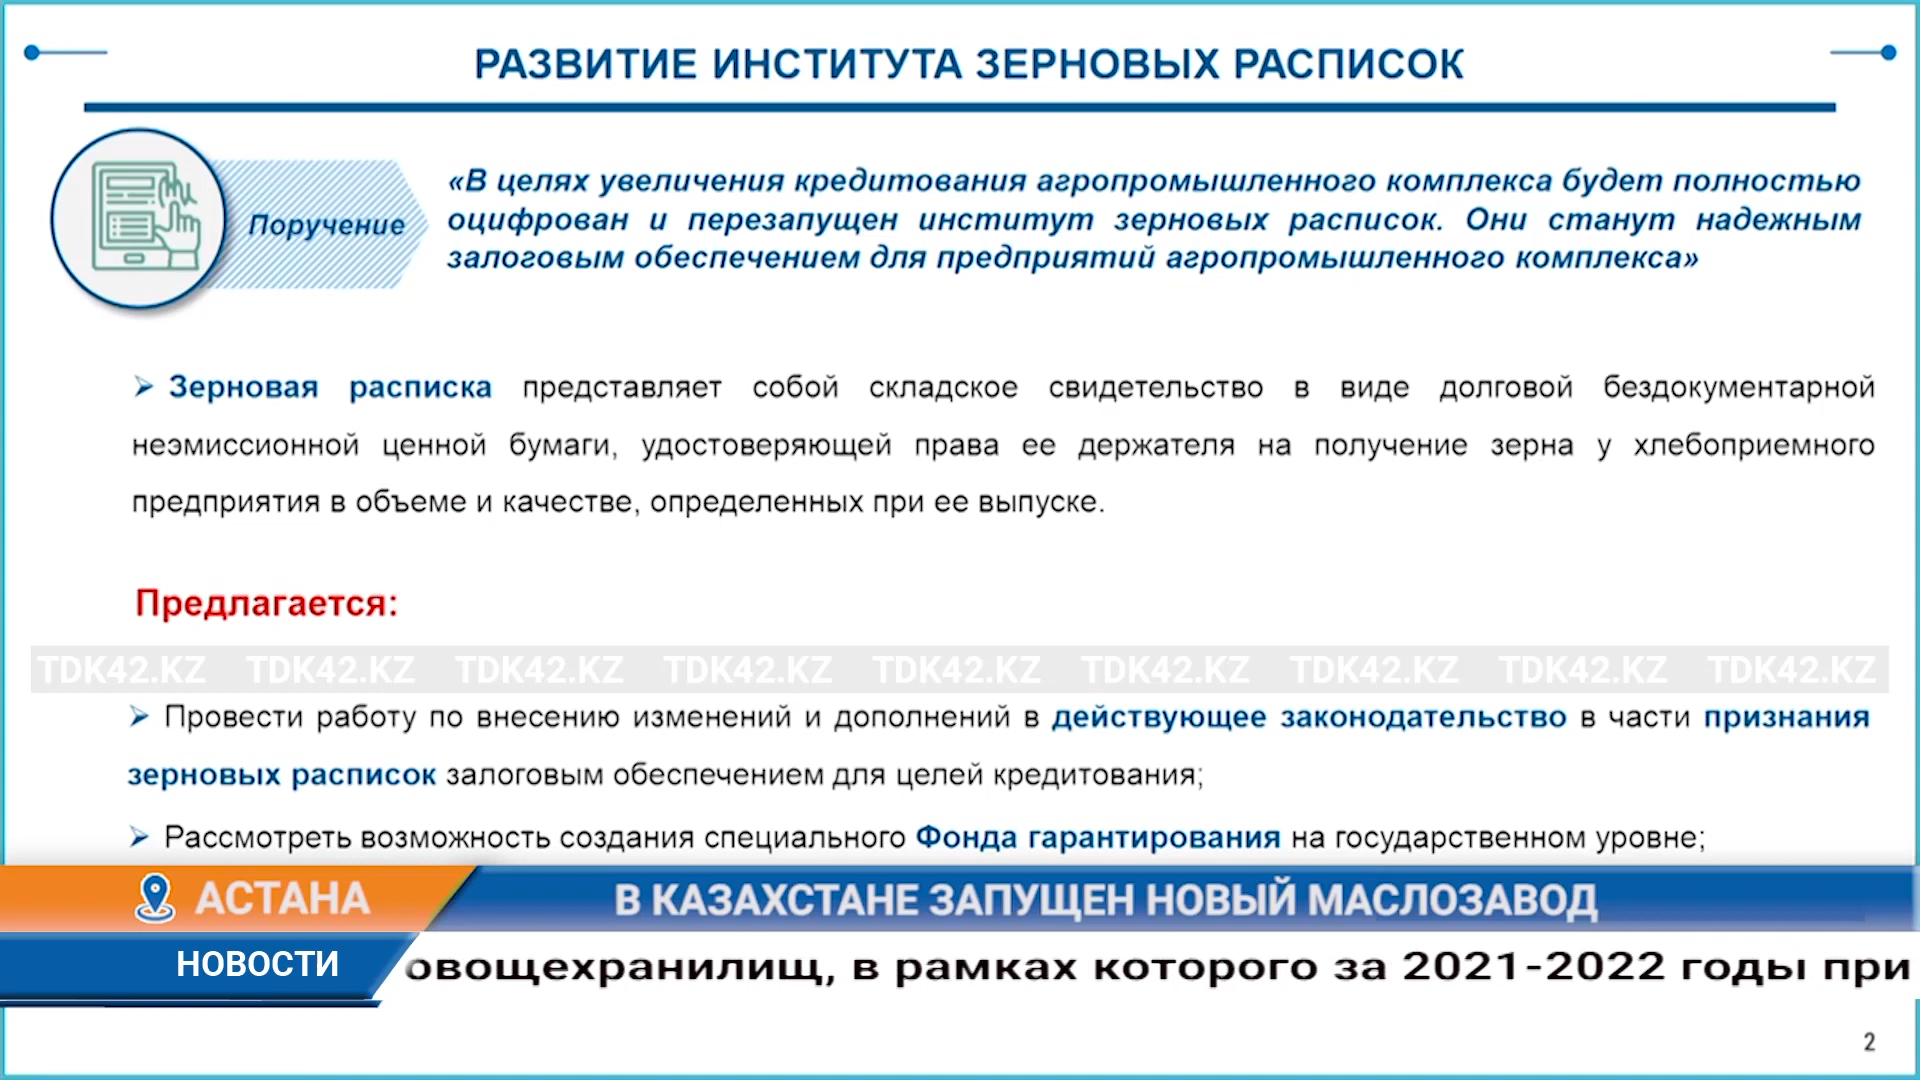 РАЗВИТИЕ ИНСТИТУТА ЗЕРНОВЫХ РАСПИСОК
Поручение
«В целях увеличения кредитования агропромышленного комплекса будет полностью
оцифрован и перезапущен институт зерновых расписок. Они станут надежным
залоговым обеспечением для предприятий агропромышленного комплекса»
Зерновая расписка представляет собой складское свидетельство в виде долговой бездокументарной
неэмиссионной ценной бумаги, удостоверяющей права ее держателя на получение зерна у хлебоприемного
предприятия в объеме и качестве, определенных при ее выпуске.
Предлагается:
TDK42.KZ TDK42.KZ TDK42.KZ TDK42.KZ TDK42.KZ TDK42.KZ TDK42.KZ TDK42.KZ TDK42.KZ
Провести работу по внесению изменений и дополнений в действующее законодательство в части признания
зерновых расписок залоговым обеспечением для целей кредитования;
Рассмотреть возможность создания специального Фонда гарантирования на государственном уровне;
АСТАНА
В КАЗАХСТАНЕ ЗАПУЩЕН НОВЫЙ МАСЛОЗАВОД
НОВОСТИ
овощехранилищ, в рамках которого за 2021-2022 годы при
2